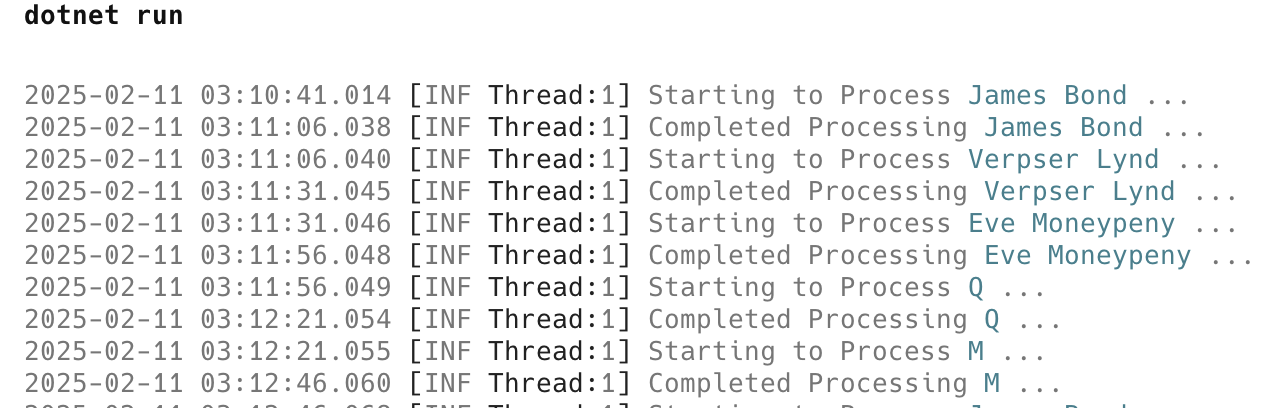 dotnet run
2025-02-11 03:10:41.014 [INF Thread:1] Starting to Process James Bond ...
2025-02-11 03:11:06.038 [INF Thread:1] Completed Processing James Bond ...
2025-02-11 03:11:06.040 [INF Thread:1] Starting to Process Verpser Lynd ...
2025-02-11 03:11:31.045 [INF Thread:1] Completed Processing Verpser Lynd ...
2025-02-11 03:11:31.046 [INF Thread:1] Starting to Process Eve Moneypeny ...
2025-02-11 03:11:56.048 [INF Thread:1] Completed Processing Eve Moneypeny ...
2025-02-11 03:11:56.049 [INF Thread:1] Starting to Process Q ...
2025-02-11 03:12:21.054 [INF Thread:1] Completed Processing Q ...
2025-02-11 03:12:21.055 [INF Thread:1] Starting to Process M ...
2025-02-11 03:12:46.060 [INF Thread:1] Completed Processing M ...